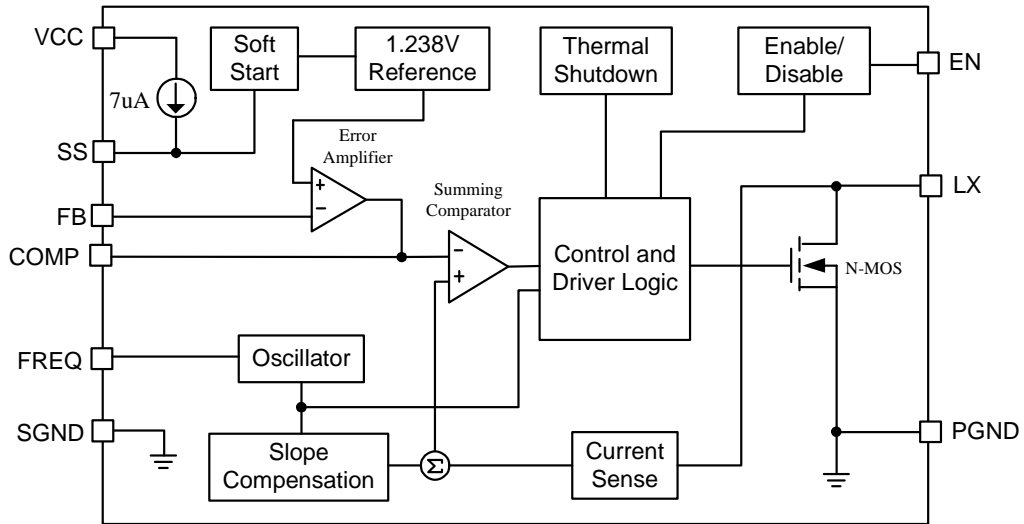 VCC
Soft
Start
1.238V
Reference
Thermal
Shutdown
Enable/
Disable
EN
7uA
SS
Error
Amplifier
+
−
FB
COMP
Summing
Comparator
−
+
Control and
Driver Logic
LX
N-MOS
FREQ
Oscillator
SGND
Slope
Compensation
Σ
Current
Sense
PGND